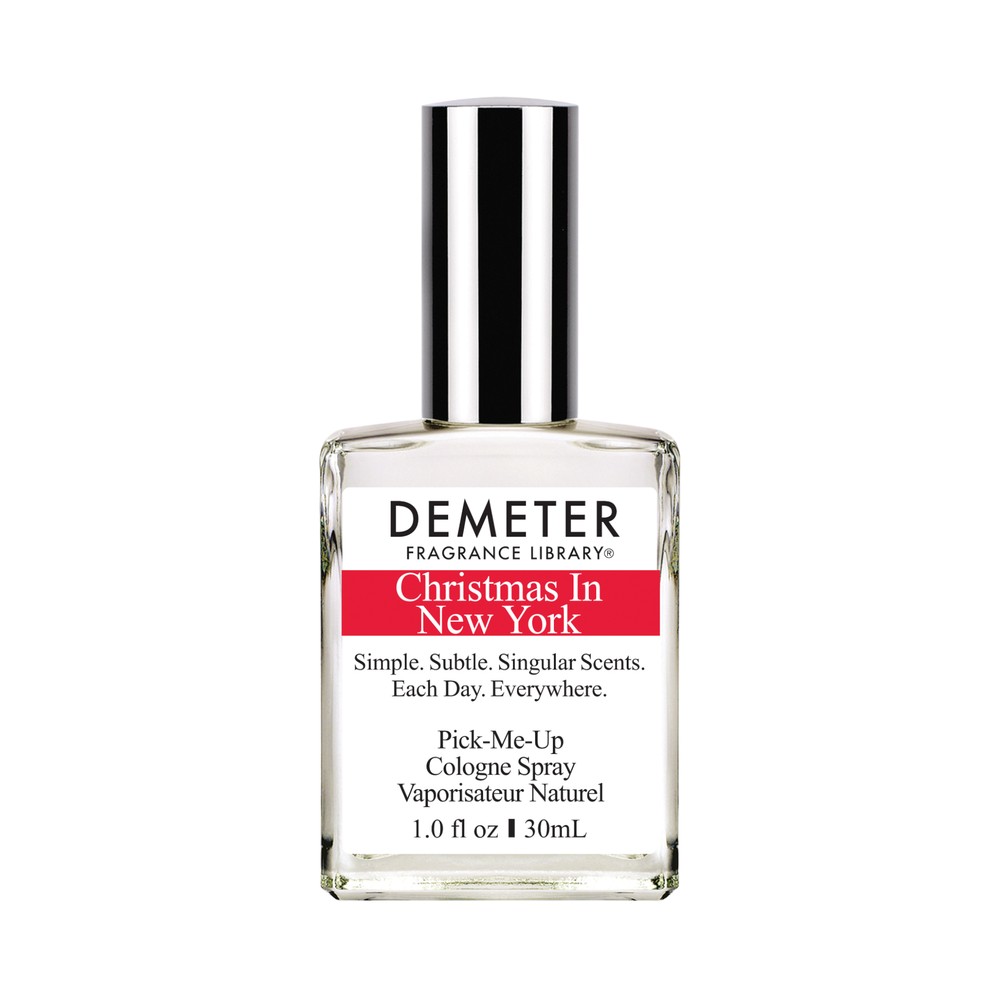 DEMETER
FRAGRANCE LIBRARY®
Christmas In
New York
Simple. Subtle. Singular Scents.
Each Day. Everywhere.
Pick-Me-Up
Cologne Spray
Vaporisateur Naturel
1.0 fl oz ▌ 30mL